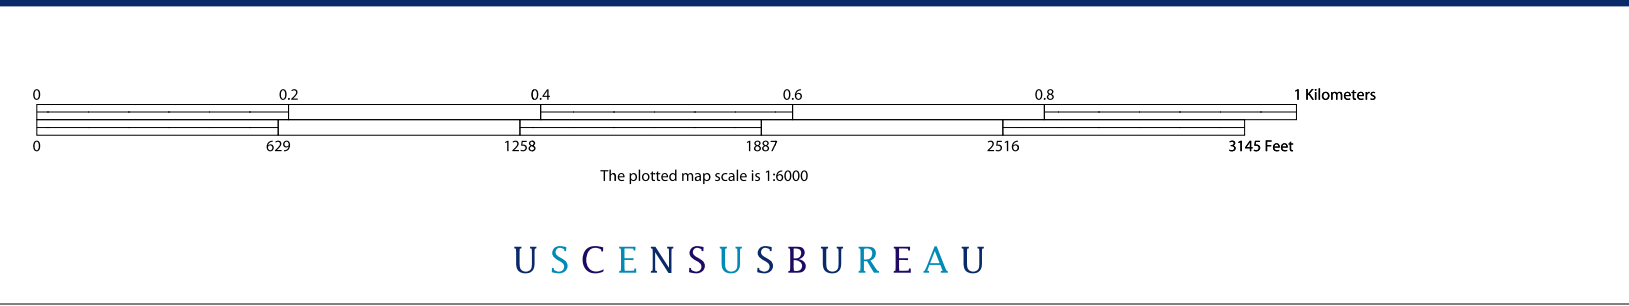 0 0.2 0.4 0.6 0.8 1 Kilometers
0 629 1258 1887 2516 3145 Feet
The plotted map scale is 1:6000
USCENSUSBUREAU